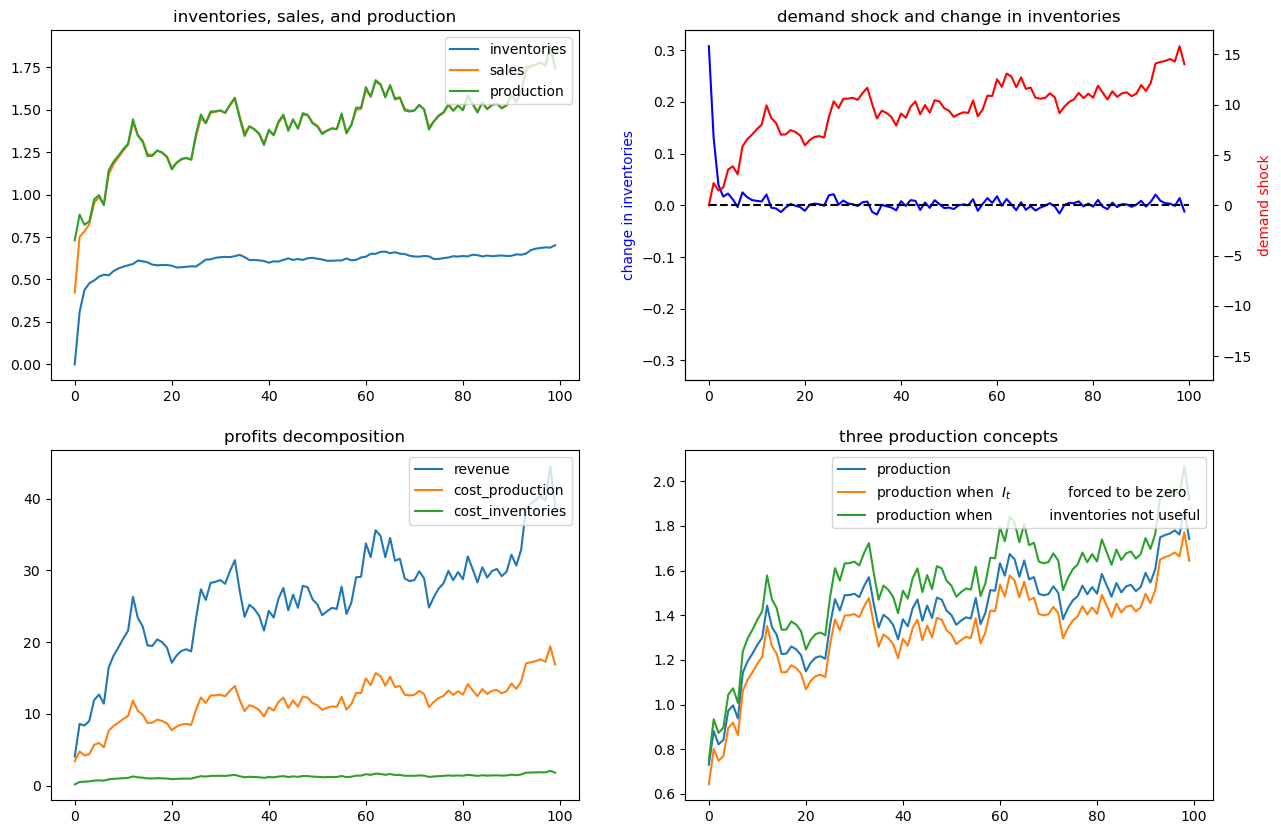 inventories, sales, and production
inventories
sales
production
1.75
1.50
1.25
1.00
0.75
0.50
0.25
0.00
0 20 40 60 80 100
demand shock and change in inventories
change in inventories
0.3
0.2
0.1
0.0
−0.1
−0.2
−0.3
15
10
5
0
−5
−10
−15
demand shock
0 20 40 60 80 100
profits decomposition
revenue
cost_production
cost_inventories
40
30
20
10
0
0 20 40 60 80 100
three production concepts
production
production when I_t forced to be zero
production when inventories not useful
2.0
1.8
1.6
1.4
1.2
1.0
0.8
0.6
0 20 40 60 80 100